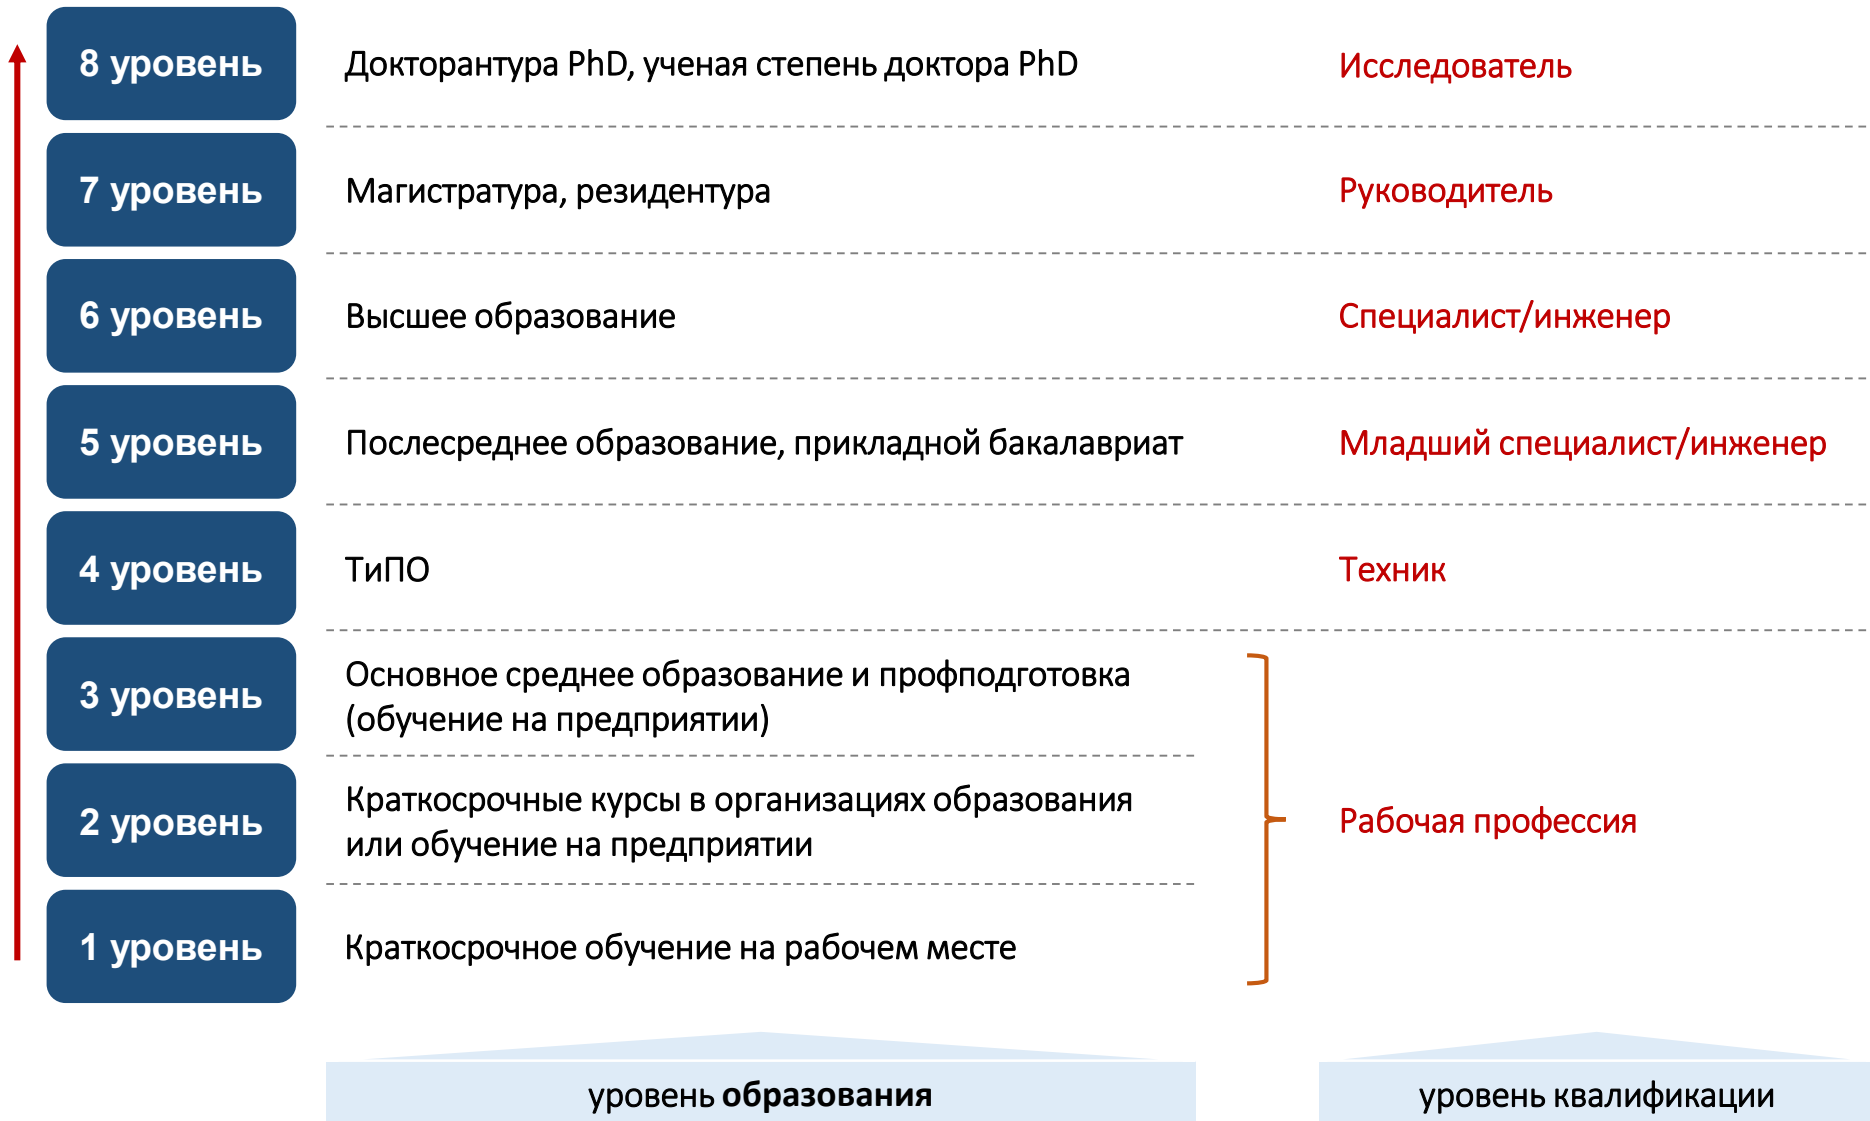 8 уровень
Докторантура PhD, ученая степень доктора PhD
Исследователь
7 уровень
Магистратура, резидентура
Руководитель
6 уровень
Высшее образование
Специалист/инженер
5 уровень
Послесреднее образование, прикладной бакалавриат
Младший специалист/инженер
4 уровень
ТиПО
Техник
3 уровень
Основное среднее образование и профподготовка
(обучение на предприятии)
2 уровень
Краткосрочные курсы в организациях образования
или обучение на предприятии
Рабочая профессия
1 уровень
Краткосрочное обучение на рабочем месте
уровень образования
уровень квалификации